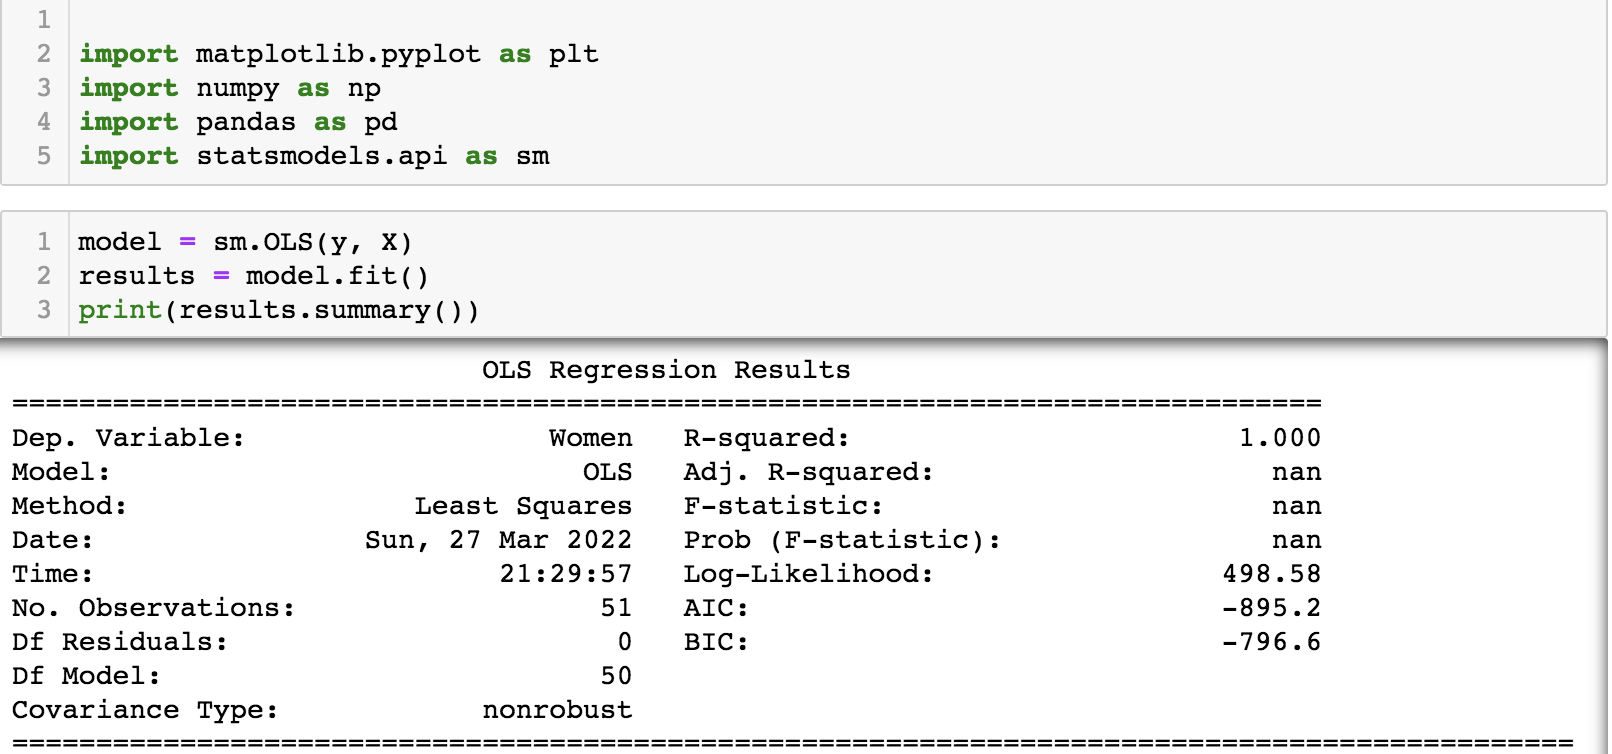 1
2 import matplotlib.pyplot as plt
3 import numpy as np
4 import pandas as pd
5 import statsmodels.api as sm
1 model = sm.OLS(y, X)
2 results = model.fit()
3 print(results.summary())
OLS Regression Results
==============================================================================
Dep. Variable: Women R-squared: 1.000
Model: OLS Adj. R-squared: nan
Method: Least Squares F-statistic: nan
Date: Sun, 27 Mar 2022 Prob (F-statistic): nan
Time: 21:29:57 Log-Likelihood: 498.58
No. Observations: 51 AIC: -895.2
Df Residuals: 0 BIC: -796.6
Df Model: 50
Covariance Type: nonrobust
=============================================================================================